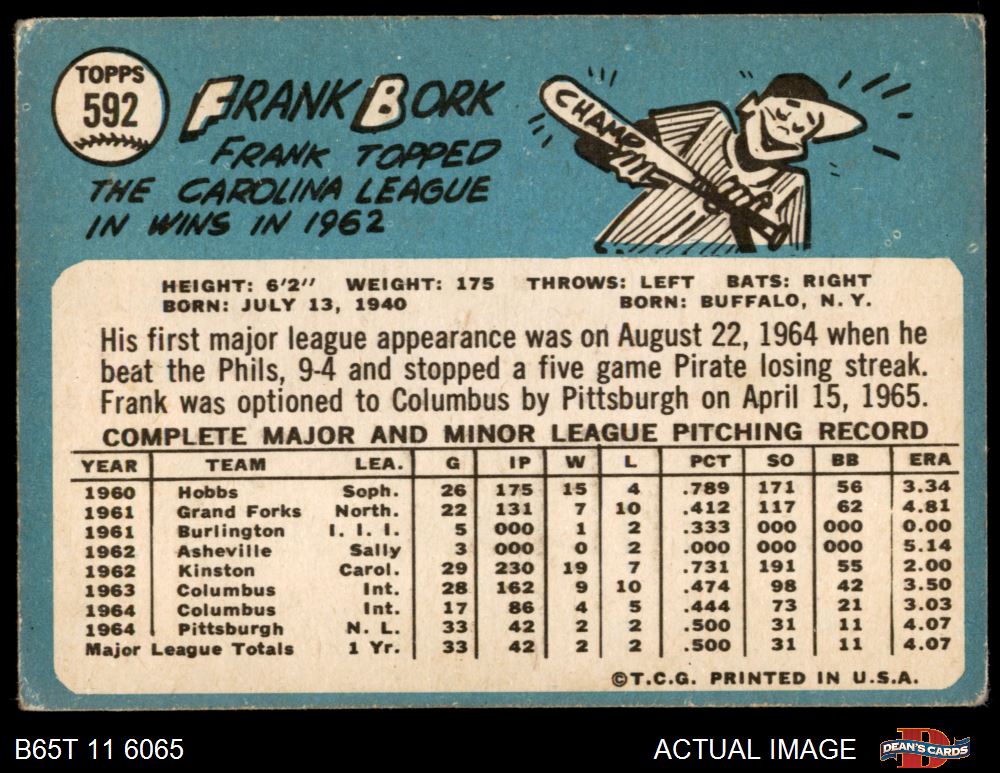 TOPPS
592
FRANK BORK
FRANK TOPPED
THE CAROLINA LEAGUE
IN WINS IN 1962
CHAMP
HEIGHT: 6'2" WEIGHT: 175 THROWS: LEFT BATS: RIGHT
BORN: JULY 13, 1940 BORN: BUFFALO, N. Y.
His first major league appearance was on August 22, 1964 when he
beat the Phils, 9-4 and stopped a five game Pirate losing streak.
Frank was optioned to Columbus by Pittsburgh on April 15, 1965.
COMPLETE MAJOR AND MINOR LEAGUE PITCHING RECORD
YEAR TEAM LEA. G IP W L PCT SO BB ERA
1960 Hobbs Soph. 26 175 15 4 .789 171 56 3.34
1961 Grand Forks North. 22 131 7 10 .412 117 62 4.81
1961 Burlington I. I. I. 5 000 1 2 .333 000 000 0.00
1962 Asheville Sally 3 000 0 2 .000 000 000 5.14
1962 Kinston Carol. 29 230 19 7 .731 191 55 2.00
1963 Columbus Int. 28 162 9 10 .474 98 42 3.50
1964 Columbus Int. 17 86 4 5 .444 73 21 3.03
1964 Pittsburgh N. L. 33 42 2 2 .500 31 11 4.07
Major League Totals 1 Yr. 33 42 2 2 .500 31 11 4.07
©T.C.G. PRINTED IN U.S.A.
B65T 11 6065 ACTUAL IMAGE DEAN'S CARDS